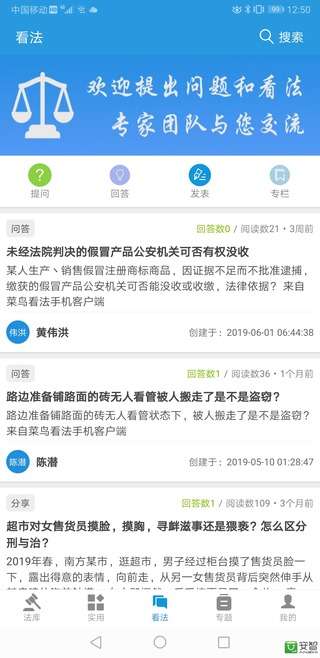 中国移动 HD 4G 99% 12:50
看法 搜索
欢迎提出问题和看法
专家团队与您交流
提问 回答 发表 专栏
问答 回答数0 / 阅读数21 • 3周前
未经法院判决的假冒产品公安机关可否有权没收
某人生产、销售假冒注册商标商品，因证据不足而不批准逮捕，
缴获的假冒产品公安机关可否能没收或收缴，法律依据？ 来自
菜鸟看法手机客户端
伟洪 黄伟洪 创建于：2019-06-01 06:44:38
问答 回答数1 / 阅读数36 • 1个月前
路边准备铺路面的砖无人看管被人搬走了是不是盗窃？
路边准备铺路面的砖无人看管状态下，被人搬走了是不是盗窃？
来自菜鸟看法手机客户端
陈潜 陈潜 创建于：2019-05-10 01:28:47
分享 回答数1 / 阅读数109 • 3个月前
超市对女售货员摸脸，摸胸，寻衅滋事还是猥亵？怎么区分
刑与治？
2019年春，南方某市，逛超市，男子经过柜台摸了售货员脸一
下，露出得意的表情，向前走，从另一女售货员背后突然伸手从
法库 实用 看法 专题 我的
安智